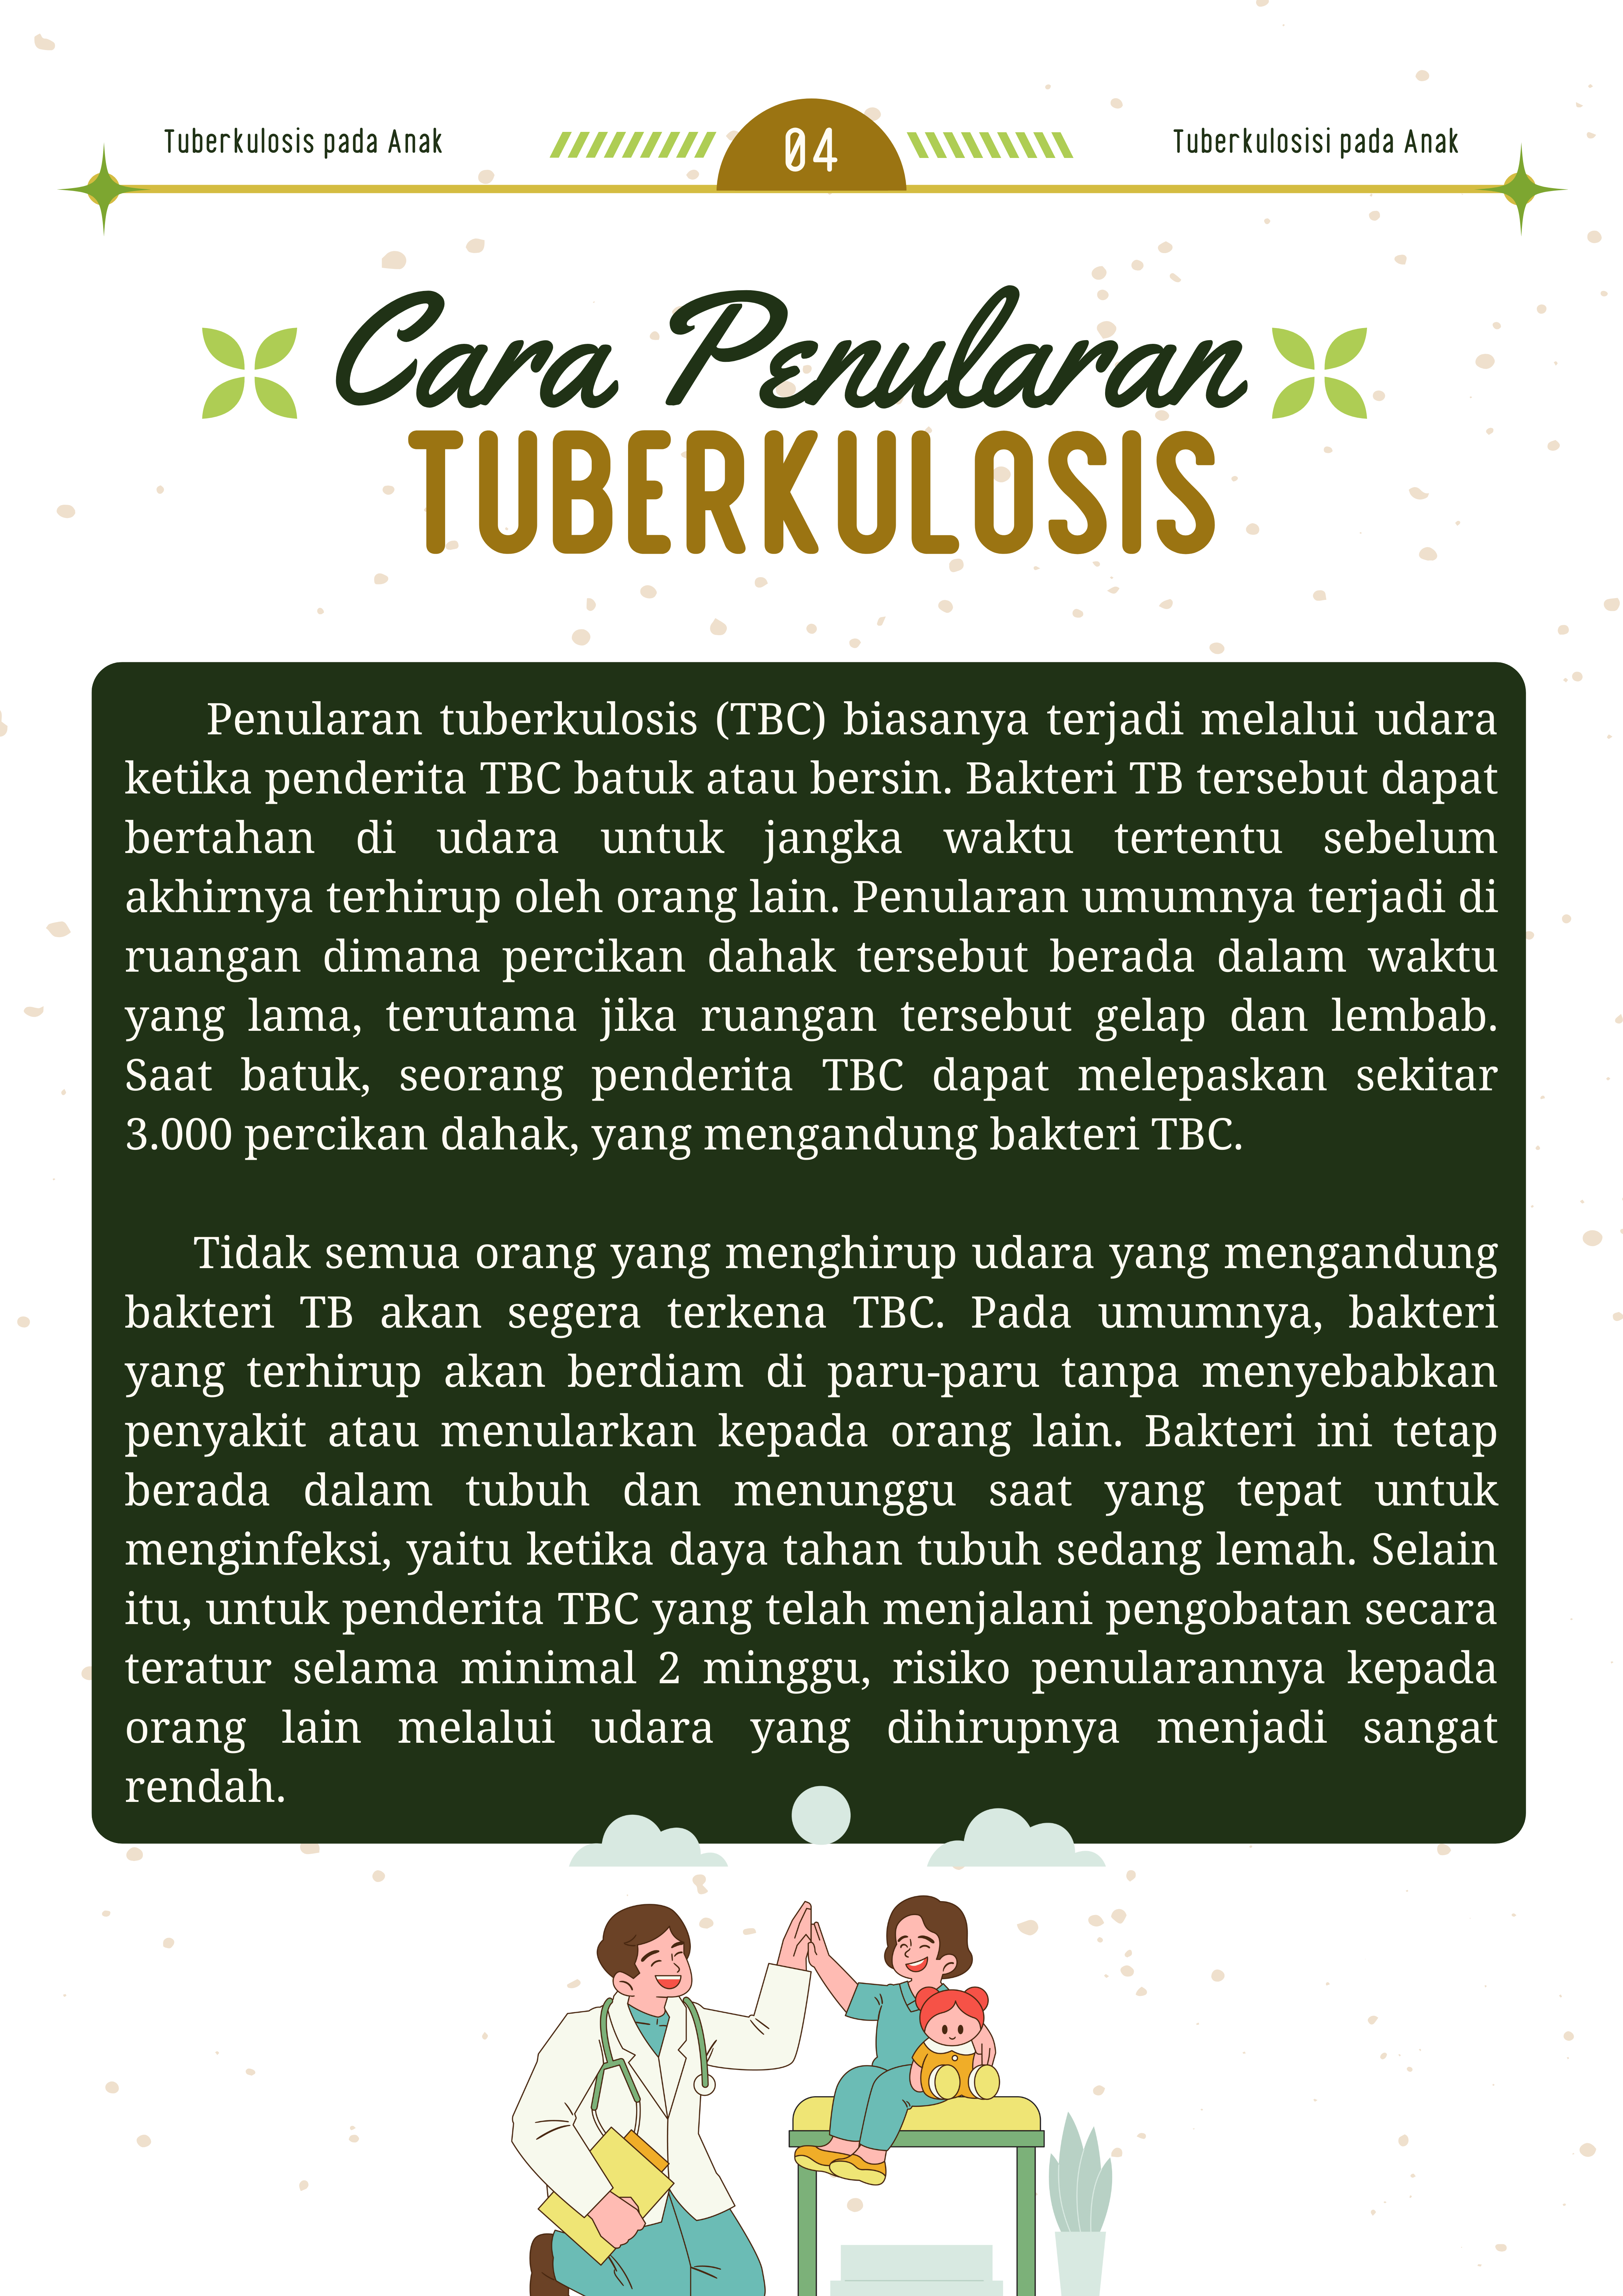 Tuberkulosis pada Anak
04
Tuberkulosisi pada Anak
Cara Penularan
TUBERKULOSIS
Penularan tuberkulosis (TBC) biasanya terjadi melalui udara
ketika penderita TBC batuk atau bersin. Bakteri TB tersebut dapat
bertahan di udara untuk jangka waktu tertentu sebelum
akhirnya terhirup oleh orang lain. Penularan umumnya terjadi di
ruangan dimana percikan dahak tersebut berada dalam waktu
yang lama, terutama jika ruangan tersebut gelap dan lembab.
Saat batuk, seorang penderita TBC dapat melepaskan sekitar
3.000 percikan dahak, yang mengandung bakteri TBC.
Tidak semua orang yang menghirup udara yang mengandung
bakteri TB akan segera terkena TBC. Pada umumnya, bakteri
yang terhirup akan berdiam di paru-paru tanpa menyebabkan
penyakit atau menularkan kepada orang lain. Bakteri ini tetap
berada dalam tubuh dan menunggu saat yang tepat untuk
menginfeksi, yaitu ketika daya tahan tubuh sedang lemah. Selain
itu, untuk penderita TBC yang telah menjalani pengobatan secara
teratur selama minimal 2 minggu, risiko penularannya kepada
orang lain melalui udara yang dihirupnya menjadi sangat
rendah.